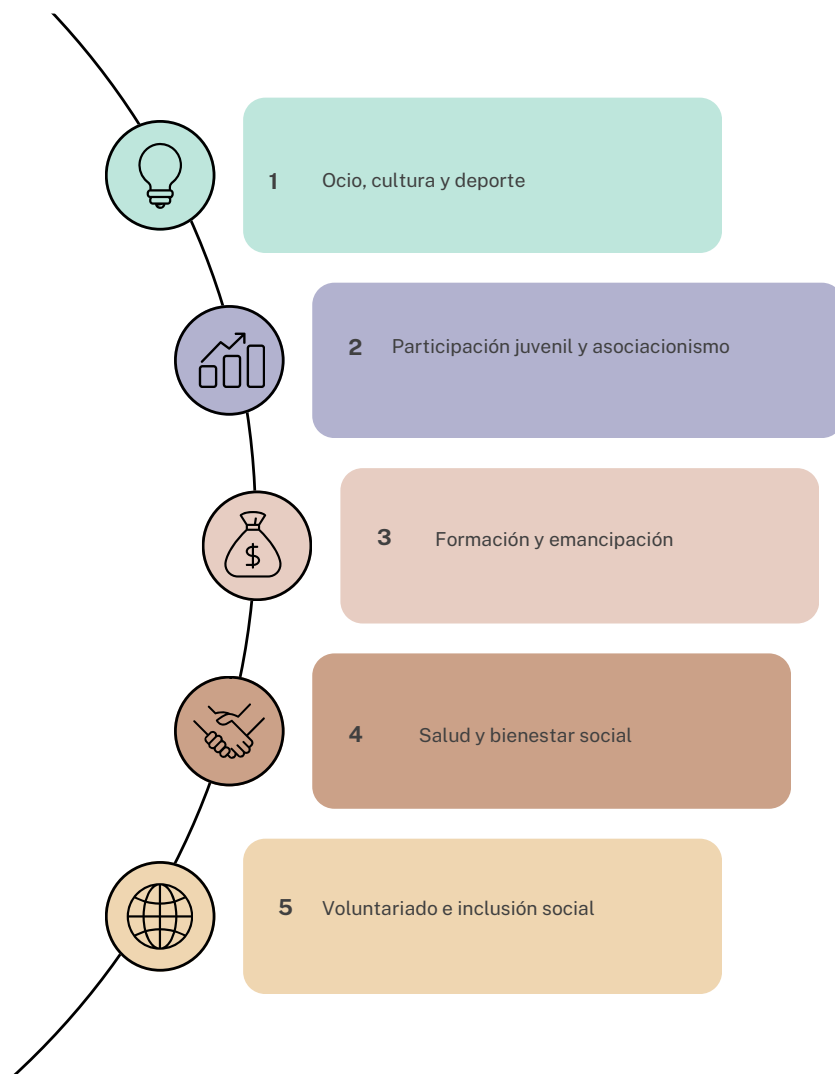 1 Ocio, cultura y deporte
2 Participación juvenil y asociacionismo
$
3 Formación y emancipación
4 Salud y bienestar social
5 Voluntariado e inclusión social